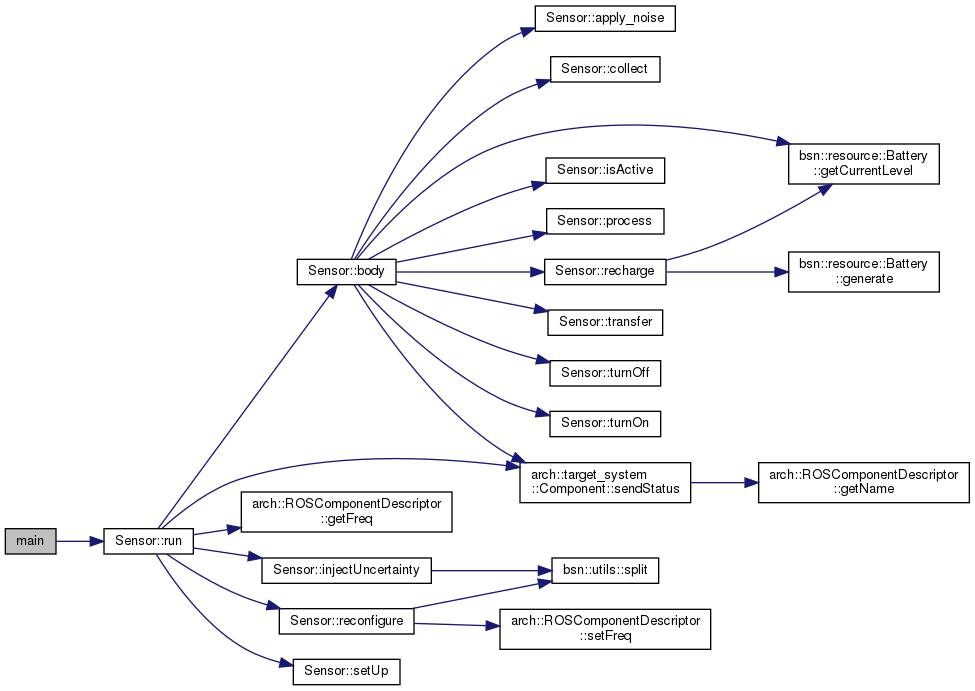 Sensor::apply_noise
Sensor::collect
bsn::resource::Battery
::getCurrentLevel
Sensor::isActive
Sensor::process
Sensor::body
Sensor::recharge
bsn::resource::Battery
::generate
Sensor::transfer
Sensor::turnOff
Sensor::turnOn
arch::target_system
::Component::sendStatus
arch::ROSComponentDescriptor
::getName
arch::ROSComponentDescriptor
::getFreq
main
Sensor::run
Sensor::injectUncertainty
bsn::utils::split
Sensor::reconfigure
arch::ROSComponentDescriptor
::setFreq
Sensor::setUp